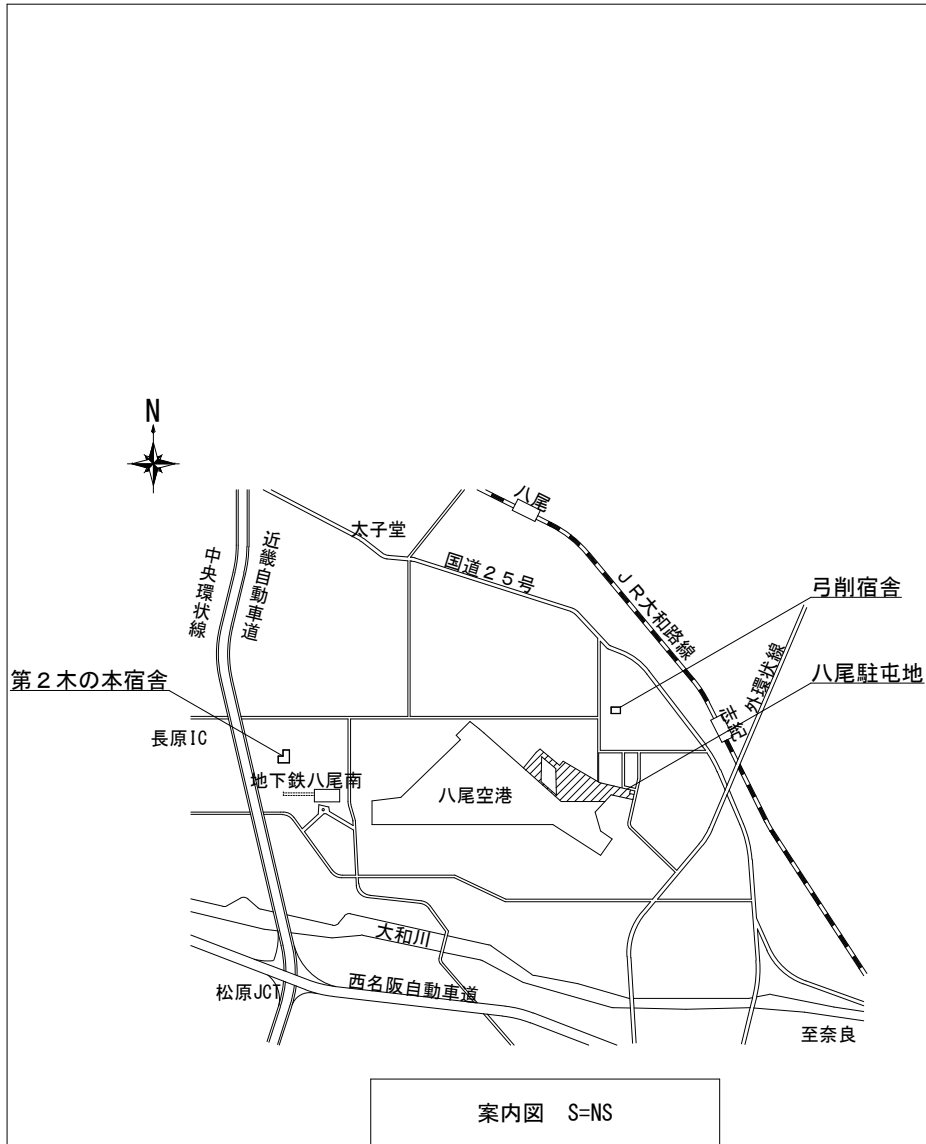 N
八尾
太子堂
国道25号
近畿自動車道
中央環状線
JR大和路線
弓削宿舎
外環状線
第2木の本宿舎
八尾駐屯地
志紀
長原IC
地下鉄八尾南
八尾空港
大和川
松原JCT
西名阪自動車道
至奈良
案内図　S=NS